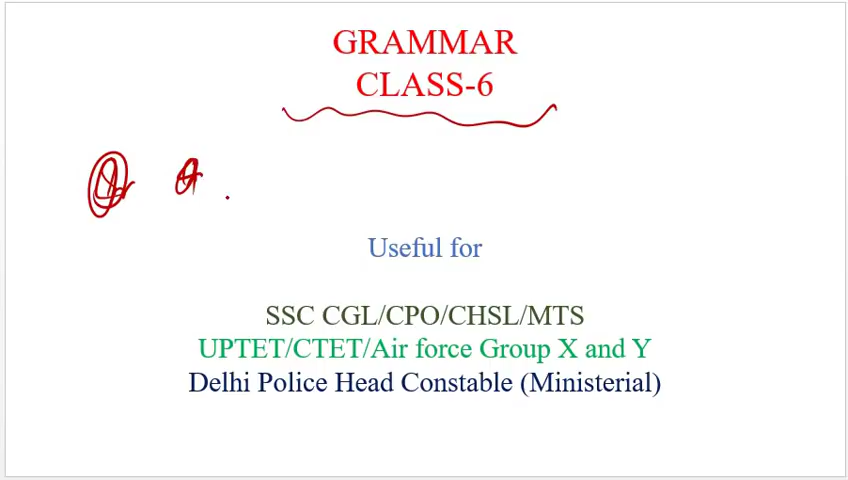 GRAMMAR
CLASS-6
Useful for
SSC CGL/CPO/CHSL/MTS
UPTET/CTET/Air force Group X and Y
Delhi Police Head Constable (Ministerial)